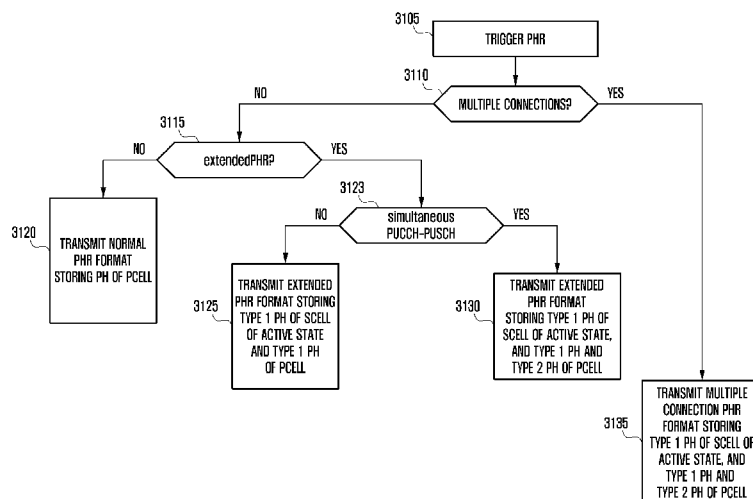 3105
TRIGGER PHR
3110
MULTIPLE CONNECTIONS?
NO
YES
3115
extendedPHR?
NO
YES
3123
simultaneous
PUCCH-PUSCH
NO
YES
3120
TRANSMIT NORMAL
PHR FORMAT
STORING PH OF PCELL
3125
TRANSMIT EXTENDED
PHR FORMAT STORING
TYPE 1 PH OF SCELL
OF ACTIVE STATE
AND TYPE 1 PH
OF PCELL
3130
TRANSMIT EXTENDED
PHR FORMAT
STORING TYPE 1 PH OF
SCELL OF ACTIVE STATE,
AND TYPE 1 PH AND
TYPE 2 PH OF PCELL
3135
TRANSMIT MULTIPLE
CONNECTION PHR
FORMAT STORING
TYPE 1 PH OF SCELL OF
ACTIVE STATE, AND
TYPE 1 PH AND
TYPE 2 PH OF PCELL